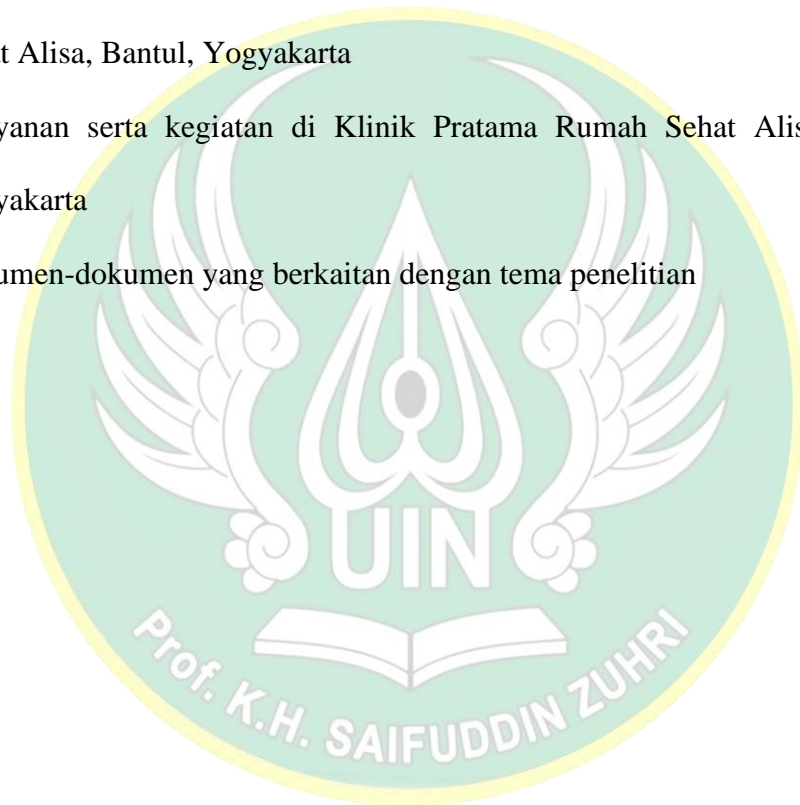 t Alisa, Bantul, Yogyakarta
yanan serta kegiatan di Klinik Pratama Rumah Sehat Alis
yakarta
umen-dokumen yang berkaitan dengan tema penelitian
UIN
Prof. K.H. SAIFUDDIN ZUHRI